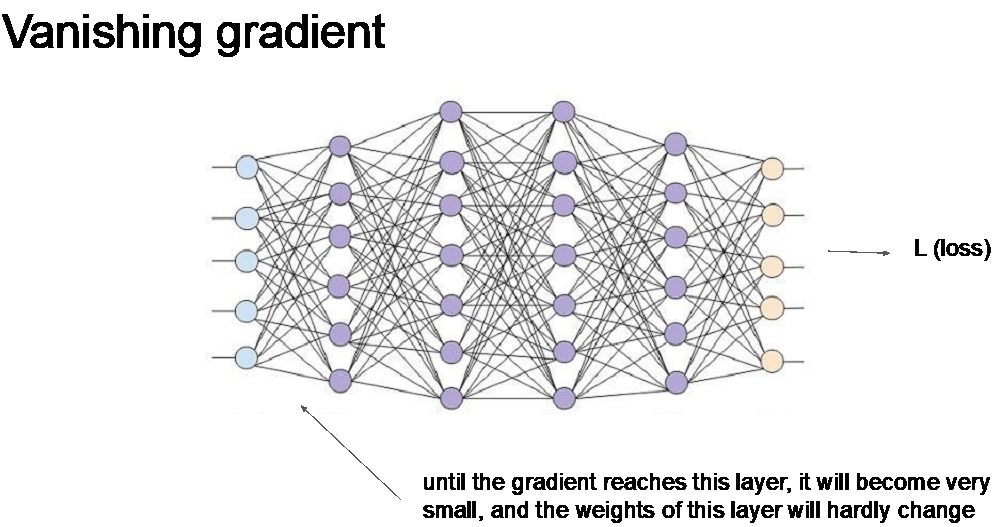 Vanishing gradient
L (loss)
until the gradient reaches this layer, it will become very
small, and the weights of this layer will hardly change